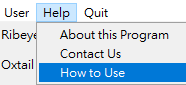 User Help Quit
Ribeye About this Program
Contact Us
Oxtail How to Use